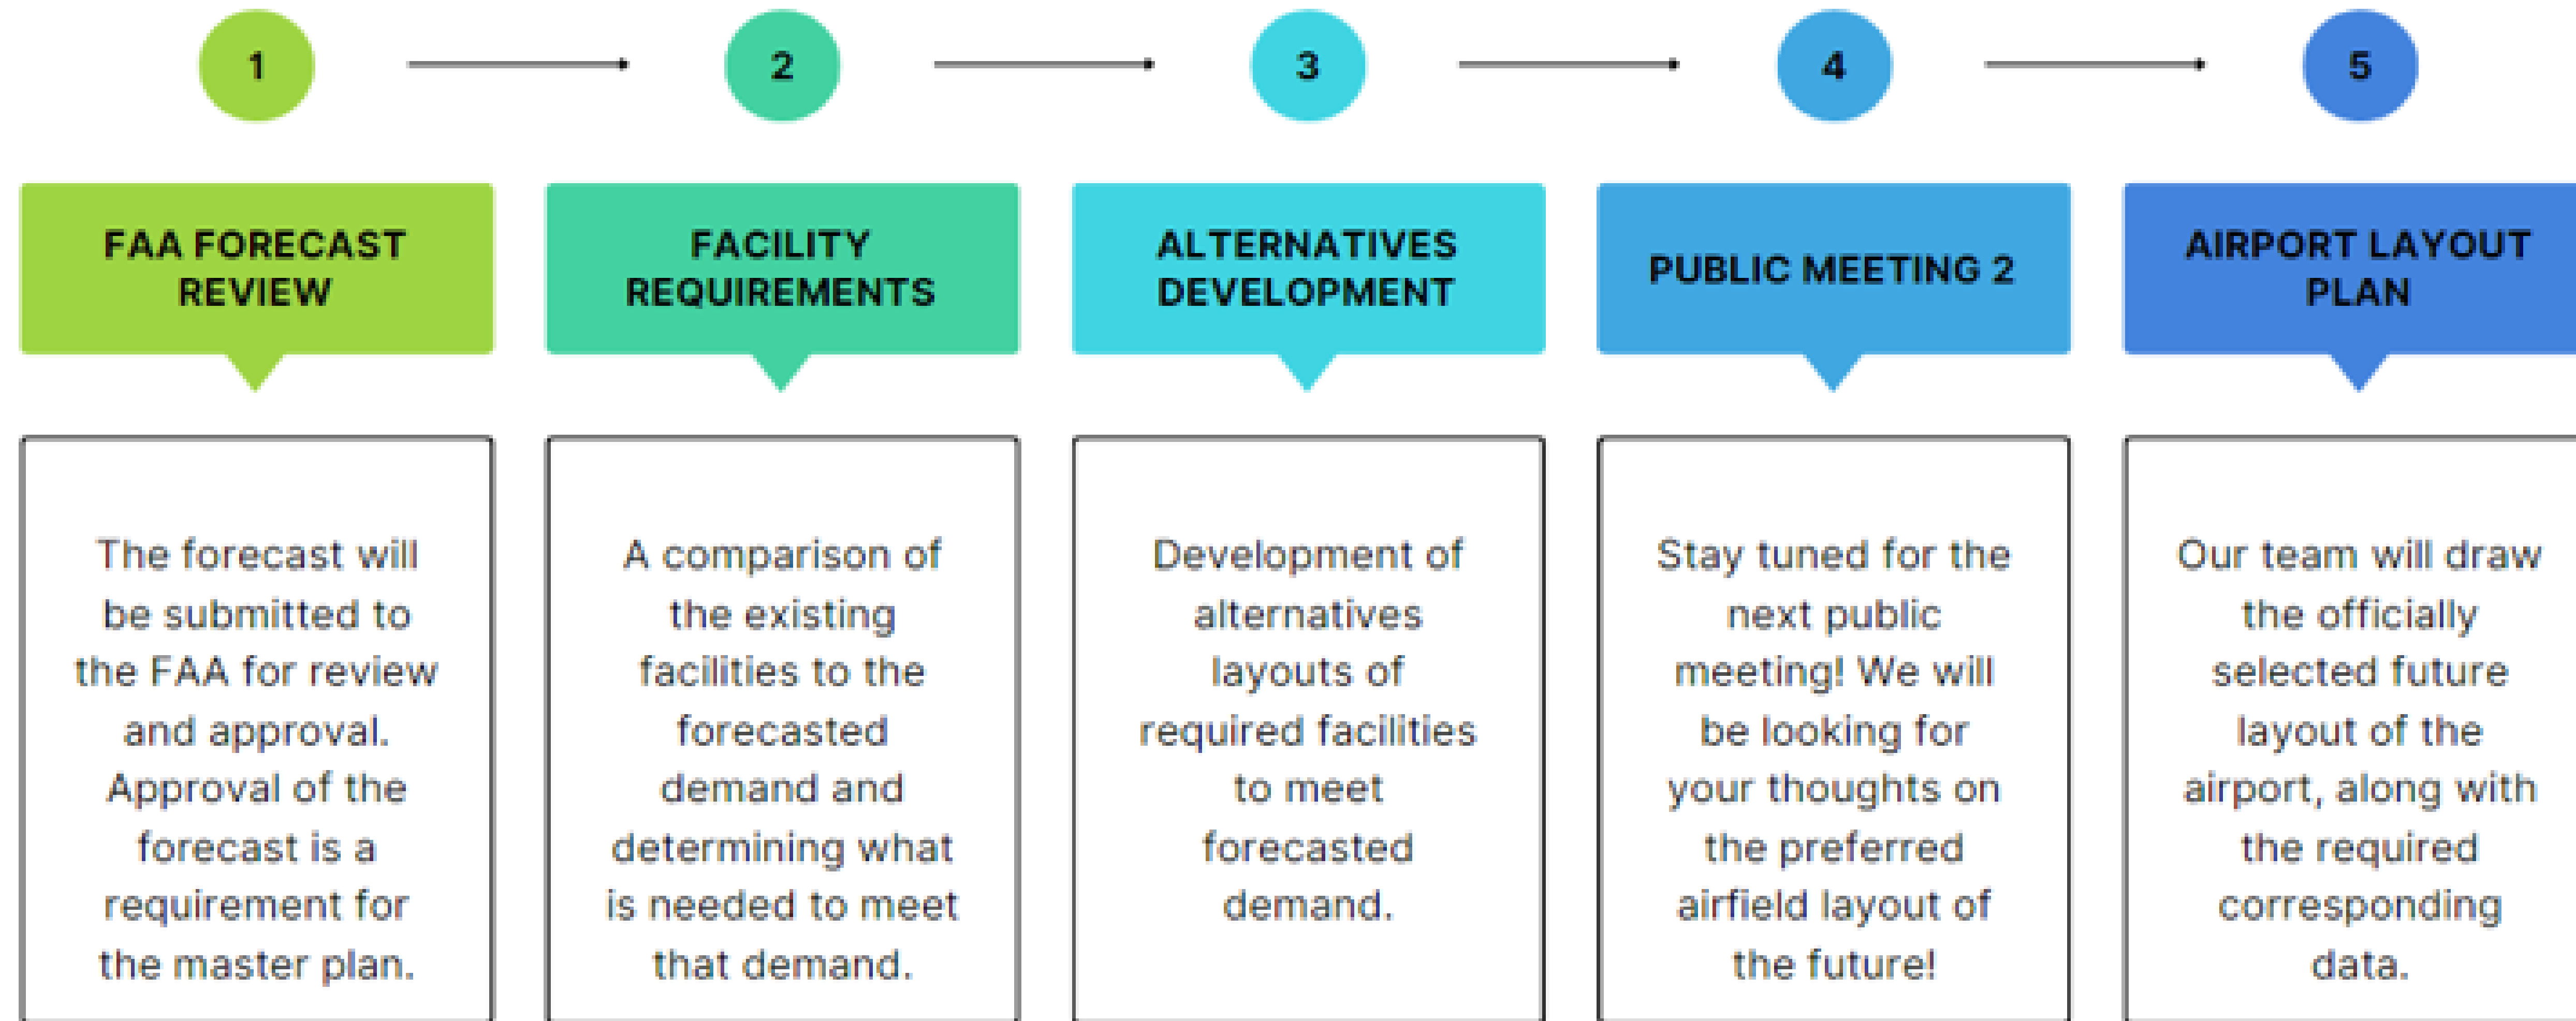 1
2
3
4
5
FAA FORECAST
REVIEW
FACILITY
REQUIREMENTS
ALTERNATIVES
DEVELOPMENT
PUBLIC MEETING 2
AIRPORT LAYOUT
PLAN
The forecast will
be submitted to
the FAA for review
and approval.
Approval of the
forecast is a
requirement for
the master plan.
A comparison of
the existing
facilities to the
forecasted
demand and
determining what
is needed to meet
that demand.
Development of
alternatives
layouts of
required facilities
to meet
forecasted
demand.
Stay tuned for the
next public
meeting! We will
be looking for
your thoughts on
the preferred
airfield layout of
the future!
Our team will draw
the officially
selected future
layout of the
airport, along with
the required
corresponding
data.